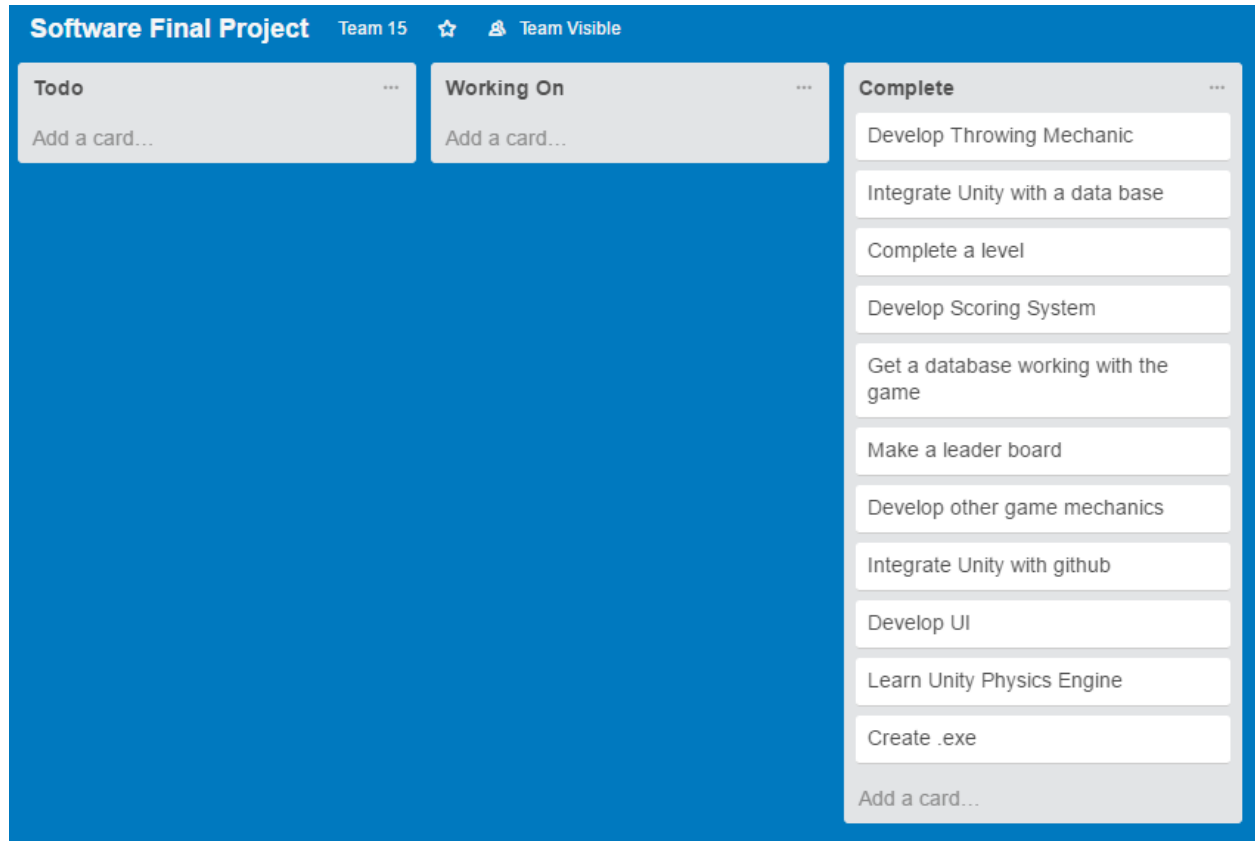 Software Final Project Team 15 Team Visible
Todo
Add a card...
Working On
Add a card...
Complete
Develop Throwing Mechanic
Integrate Unity with a data base
Complete a level
Develop Scoring System
Get a database working with the
game
Make a leader board
Develop other game mechanics
Integrate Unity with github
Develop UI
Learn Unity Physics Engine
Create .exe
Add a card...